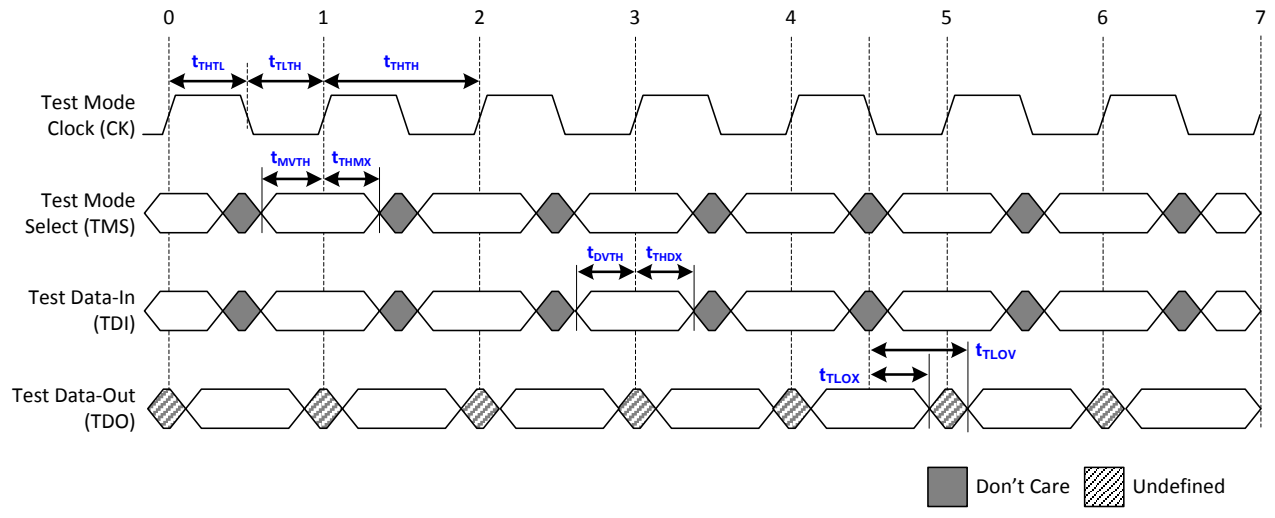 0 1 2 3 4 5 6 7
tTHTL tTLTH tTHTH
Test Mode
Clock (CK)
tMVTH tTHMX
Test Mode
Select (TMS)
tDVTH tTHDX
Test Data-In
(TDI)
tTLOV
tTLOX
Test Data-Out
(TDO)
Don't Care Undefined